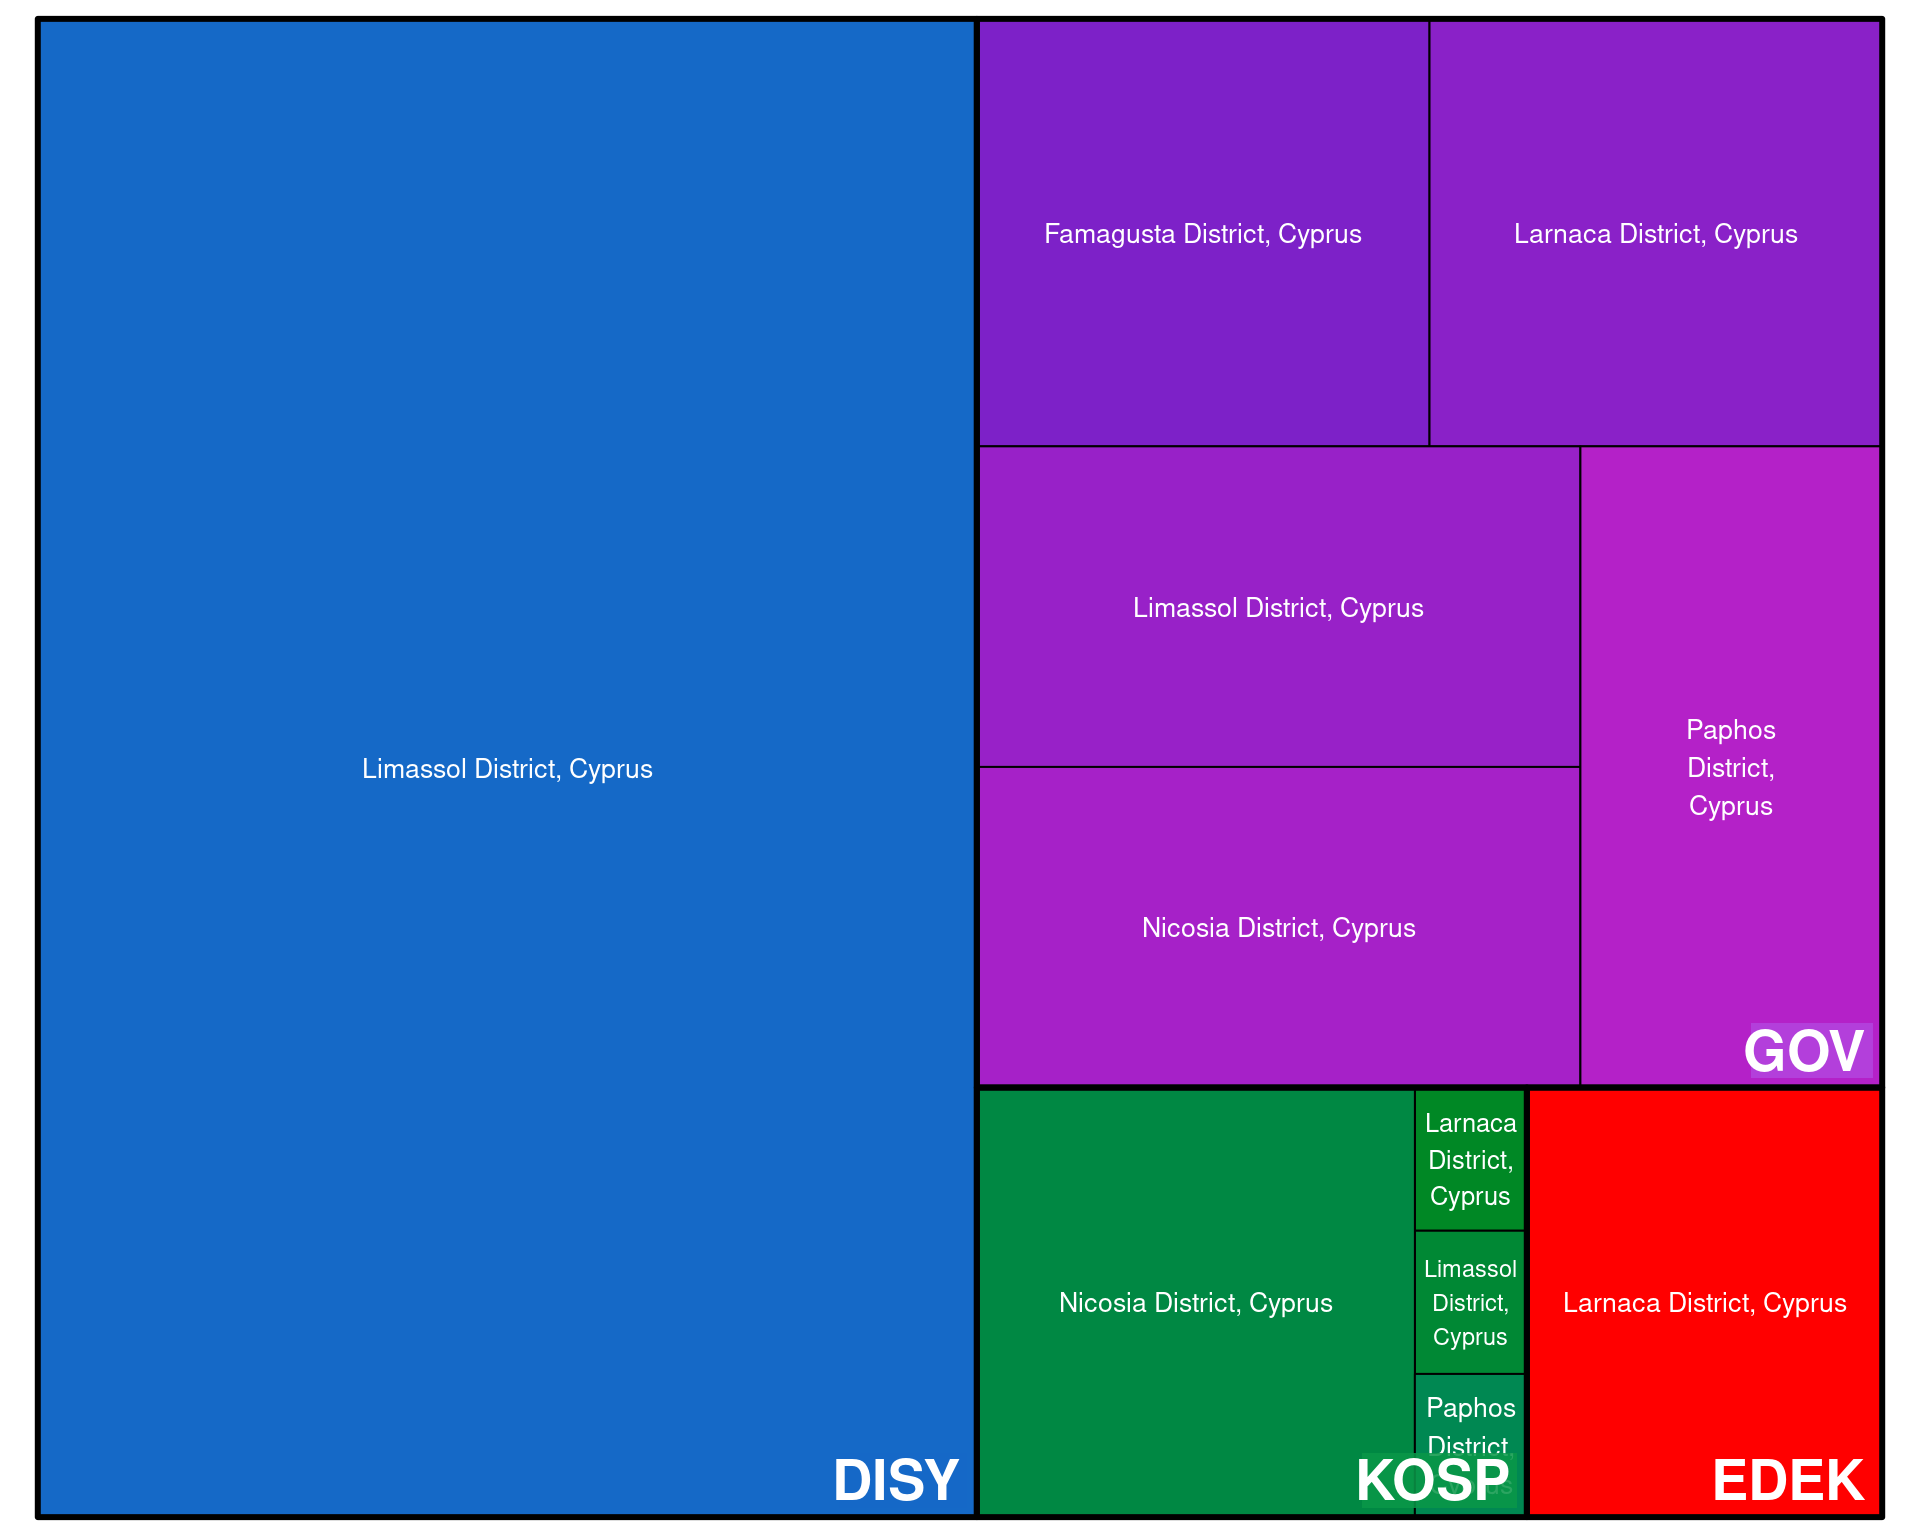 Limassol District, Cyprus
DISY
Famagusta District, Cyprus
Larnaca District, Cyprus
Limassol District, Cyprus
Nicosia District, Cyprus
Paphos
District,
Cyprus
GOV
Nicosia District, Cyprus
Larnaca
District,
Cyprus
Limassol
District,
Cyprus
Paphos
District,
KOSP
Larnaca District, Cyprus
EDEK